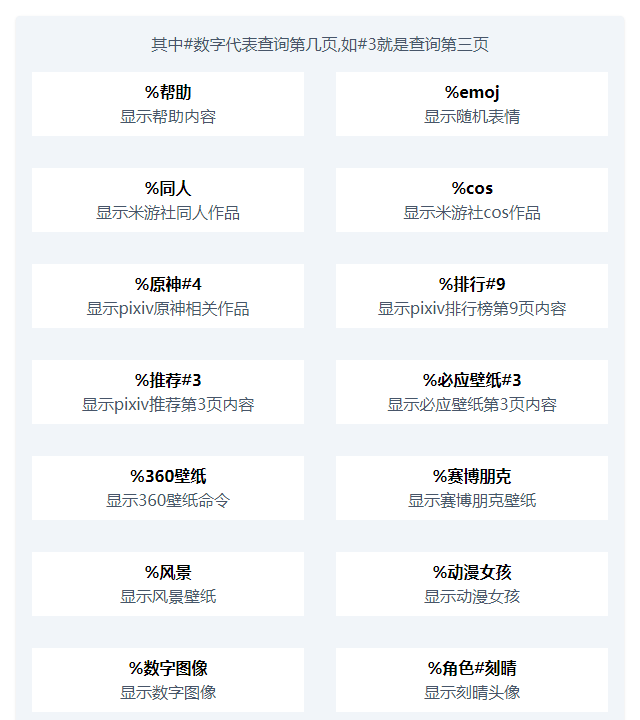 其中#数字代表查询第几页,如#3就是查询第三页
%帮助
显示帮助内容
%emoj
显示随机表情
%同人
显示米游社同人作品
%cos
显示米游社cos作品
%原神#4
显示pixiv原神相关作品
%排行#9
显示pixiv排行榜第9页内容
%推荐#3
显示pixiv推荐第3页内容
%必应壁纸#3
显示必应壁纸第3页内容
%360壁纸
显示360壁纸命令
%赛博朋克
显示赛博朋克壁纸
%风景
显示风景壁纸
%动漫女孩
显示动漫女孩
%数字图像
显示数字图像
%角色#刻晴
显示刻晴头像